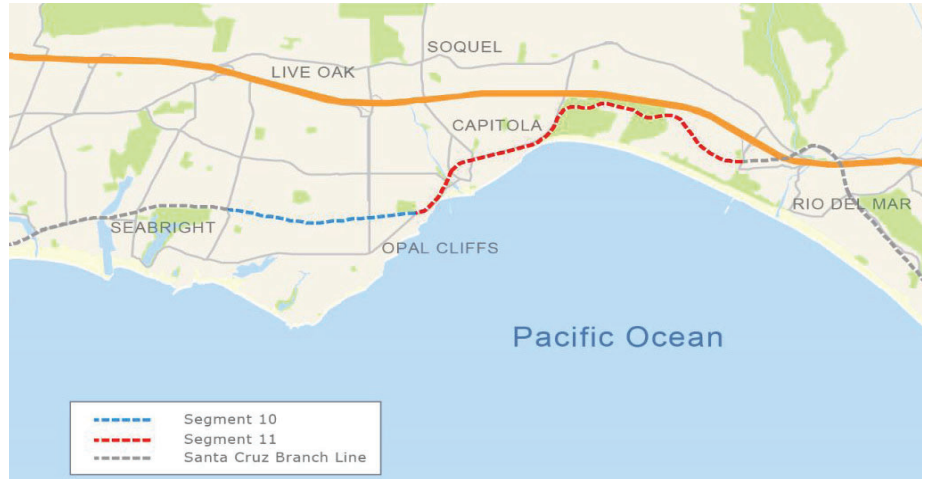 SOQUEL
LIVE OAK
CAPITOLA
RIO DEL MAR
SEABRIGHT
OPAL CLIFFS
Pacific Ocean
Segment 10
Segment 11
Santa Cruz Branch Line